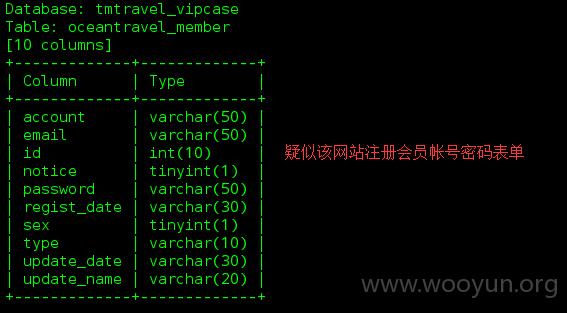 Database: tmtravel_vipcase
Table: oceantravel_member
[10 columns]
+-------------+-------------+
| Column      | Type        |
+-------------+-------------+
| account     | varchar(50) |
| email       | varchar(50) |
| id          | int(10)     |
| notice      | tinyint(1)  |
| password    | varchar(50) |
| regist_date | varchar(30) |
| sex         | tinyint(1)  |
| type        | varchar(10) |
| update_date | varchar(30) |
| update_name | varchar(20) |
+-------------+-------------+
疑似该网站注册会员帐号密码表单
www.wooyun.org